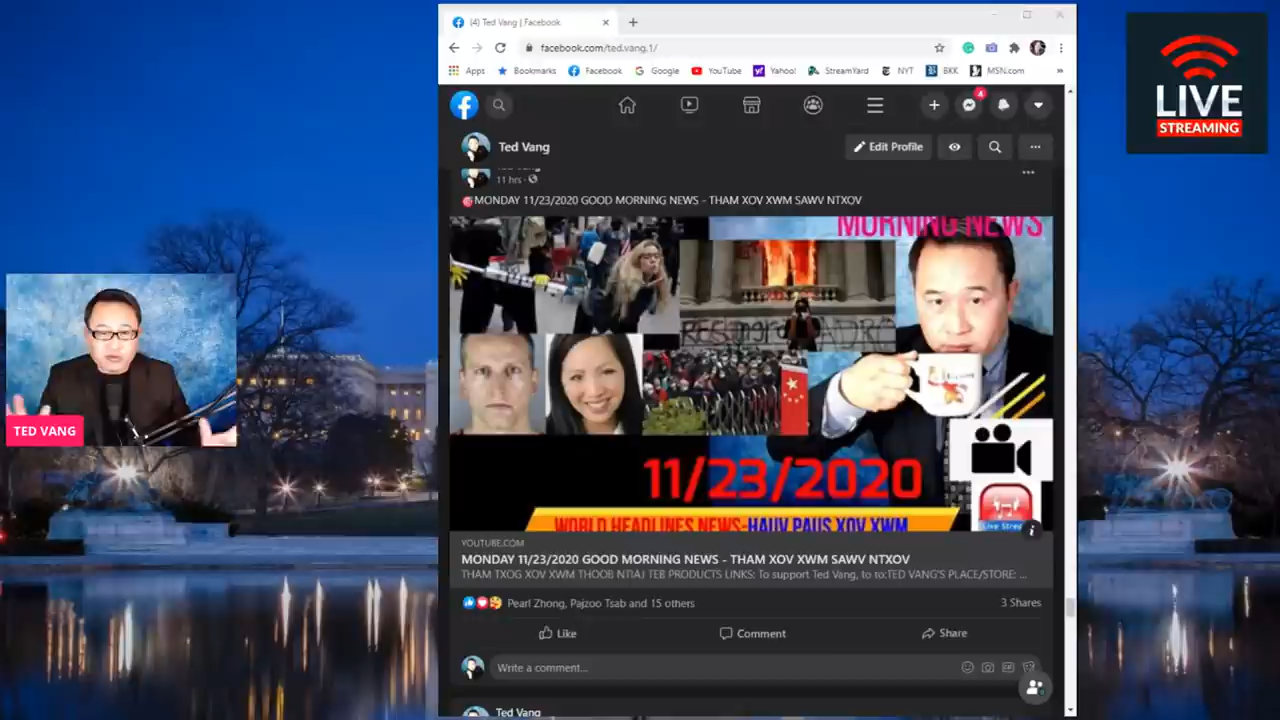 (4) Ted Vang | Facebook
facebook.com/ted.vang.1/
Apps Bookmarks Facebook Google YouTube Yahoo! StreamYard NYT BKK MSN.com »
4
Ted Vang
Edit Profile
11 hrs
MONDAY 11/23/2020 GOOD MORNING NEWS - THAM XOV XWM SAWV NTXOV
MORNING NEWS
11/23/2020
WORLD HEADLINES NEWS-HAUV PAUS XOV XWM
Live Stream
YOUTUBE.COM
MONDAY 11/23/2020 GOOD MORNING NEWS - THAM XOV XWM SAWV NTXOV
THAM TXOG XOV XWM THOOB NTIAJ TEB PRODUCTS LINKS: To support Ted Vang, to to:TED VANG'S PLACE/STORE: ...
Pearl Zhong, Pajzoo Tsab and 15 others
3 Shares
Like
Comment
Share
Write a comment...
Ted Vang
TED VANG
LIVE
STREAMING